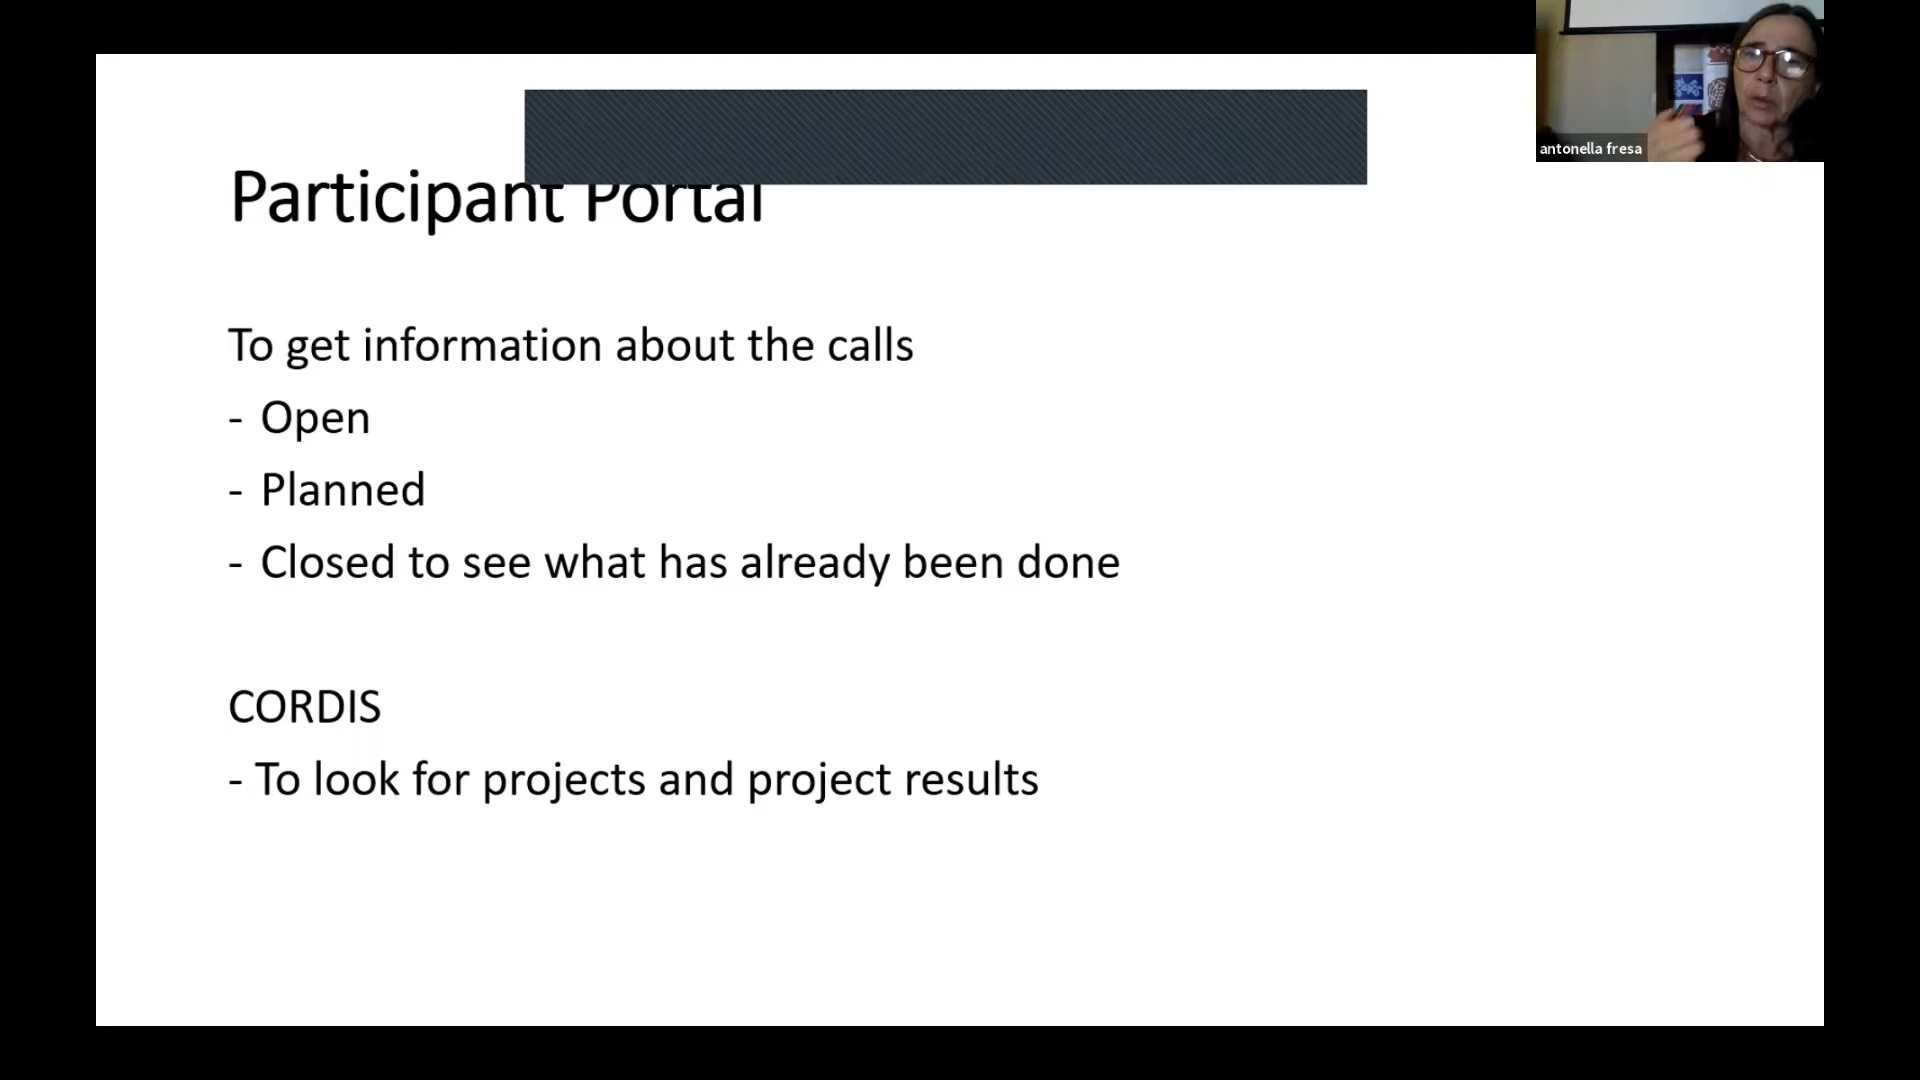 antonella fresa
Participant Portal
To get information about the calls
- Open
- Planned
- Closed to see what has already been done
CORDIS
- To look for projects and project results